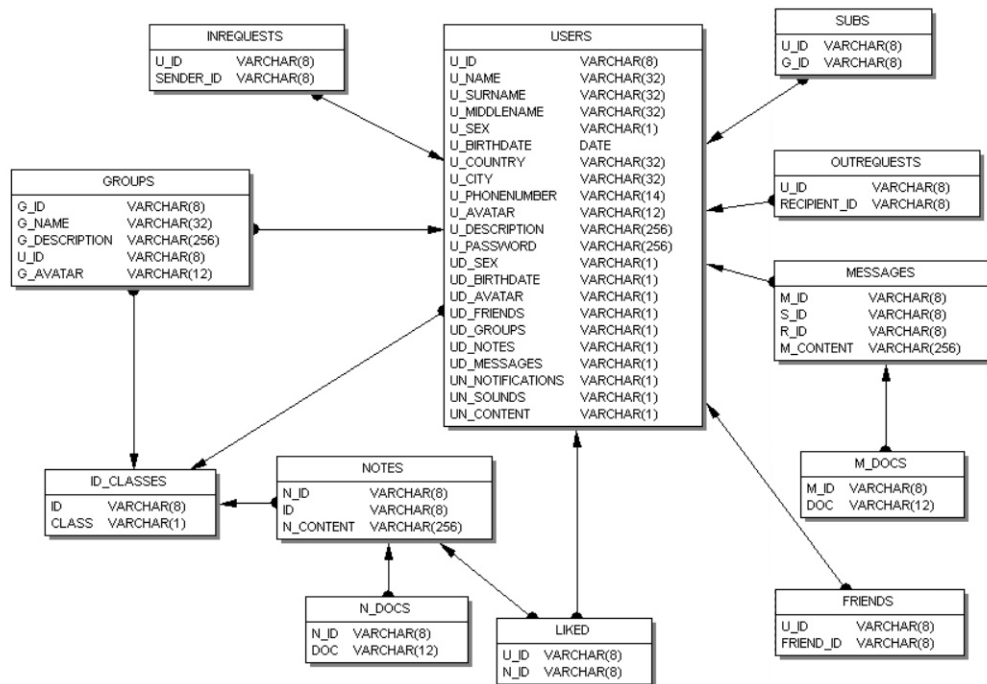 INREQUESTS
U_ID VARCHAR(8)
SENDER_ID VARCHAR(8)
USERS
U_ID VARCHAR(8)
U_NAME VARCHAR(32)
U_SURNAME VARCHAR(32)
U_MIDDLENAME VARCHAR(32)
U_SEX VARCHAR(1)
U_BIRTHDATE DATE
U_COUNTRY VARCHAR(32)
U_CITY VARCHAR(32)
U_PHONENUMBER VARCHAR(14)
U_AVATAR VARCHAR(12)
U_DESCRIPTION VARCHAR(256)
U_PASSWORD VARCHAR(256)
UD_SEX VARCHAR(1)
UD_BIRTHDATE VARCHAR(1)
UD_AVATAR VARCHAR(1)
UD_FRIENDS VARCHAR(1)
UD_GROUPS VARCHAR(1)
UD_NOTES VARCHAR(1)
UD_MESSAGES VARCHAR(1)
UN_NOTIFICATIONS VARCHAR(1)
UN_SOUNDS VARCHAR(1)
UN_CONTENT VARCHAR(1)
SUBS
U_ID VARCHAR(8)
G_ID VARCHAR(8)
GROUPS
G_ID VARCHAR(8)
G_NAME VARCHAR(32)
G_DESCRIPTION VARCHAR(256)
U_ID VARCHAR(8)
G_AVATAR VARCHAR(12)
OUTREQUESTS
U_ID VARCHAR(8)
RECIPIENT_ID VARCHAR(8)
MESSAGES
M_ID VARCHAR(8)
S_ID VARCHAR(8)
R_ID VARCHAR(8)
M_CONTENT VARCHAR(256)
ID_CLASSES
ID VARCHAR(8)
CLASS VARCHAR(1)
NOTES
N_ID VARCHAR(8)
ID VARCHAR(8)
N_CONTENT VARCHAR(256)
M_DOCS
M_ID VARCHAR(8)
DOC VARCHAR(12)
N_DOCS
N_ID VARCHAR(8)
DOC VARCHAR(12)
LIKED
U_ID VARCHAR(8)
N_ID VARCHAR(8)
FRIENDS
U_ID VARCHAR(8)
FRIEND_ID VARCHAR(8)